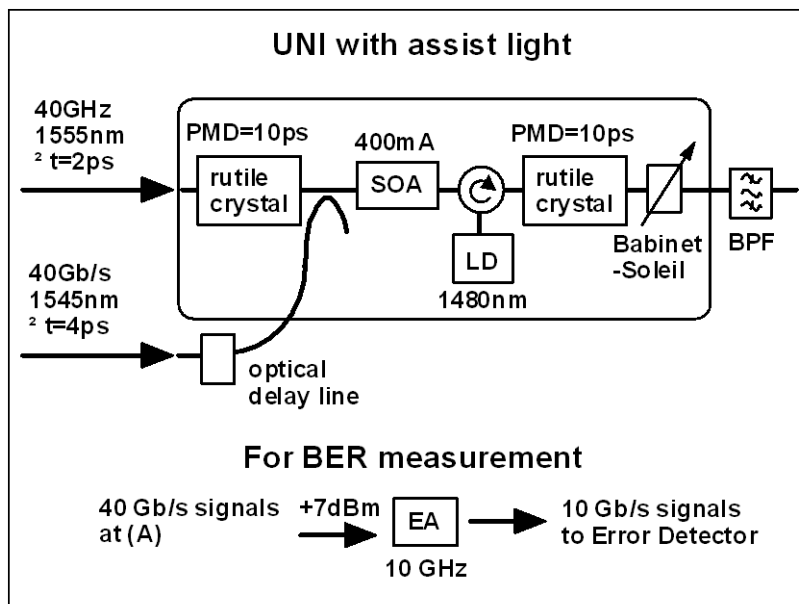 UNI with assist light
40GHz
1555nm
² t=2ps
PMD=10ps
rutile
crystal
400mA
SOA
PMD=10ps
rutile
crystal
LD
1480nm
Babinet
-Soleil
BPF
40Gb/s
1545nm
² t=4ps
optical
delay line
For BER measurement
40 Gb/s signals
at (A)
+7dBm
EA
10 GHz
10 Gb/s signals
to Error Detector